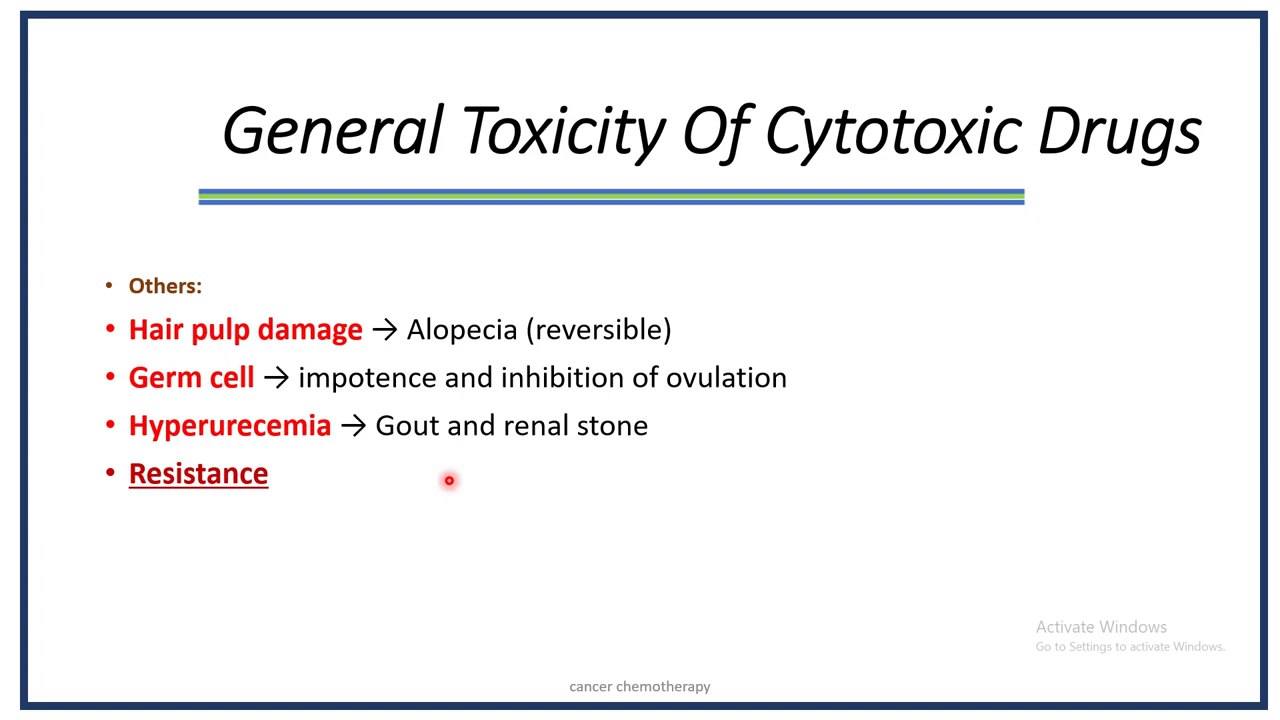 General Toxicity Of Cytotoxic Drugs
• Others:
• Hair pulp damage → Alopecia (reversible)
• Germ cell → impotence and inhibition of ovulation
• Hyperurecemia → Gout and renal stone
• Resistance
Activate Windows
Go to Settings to activate Windows.
cancer chemotherapy